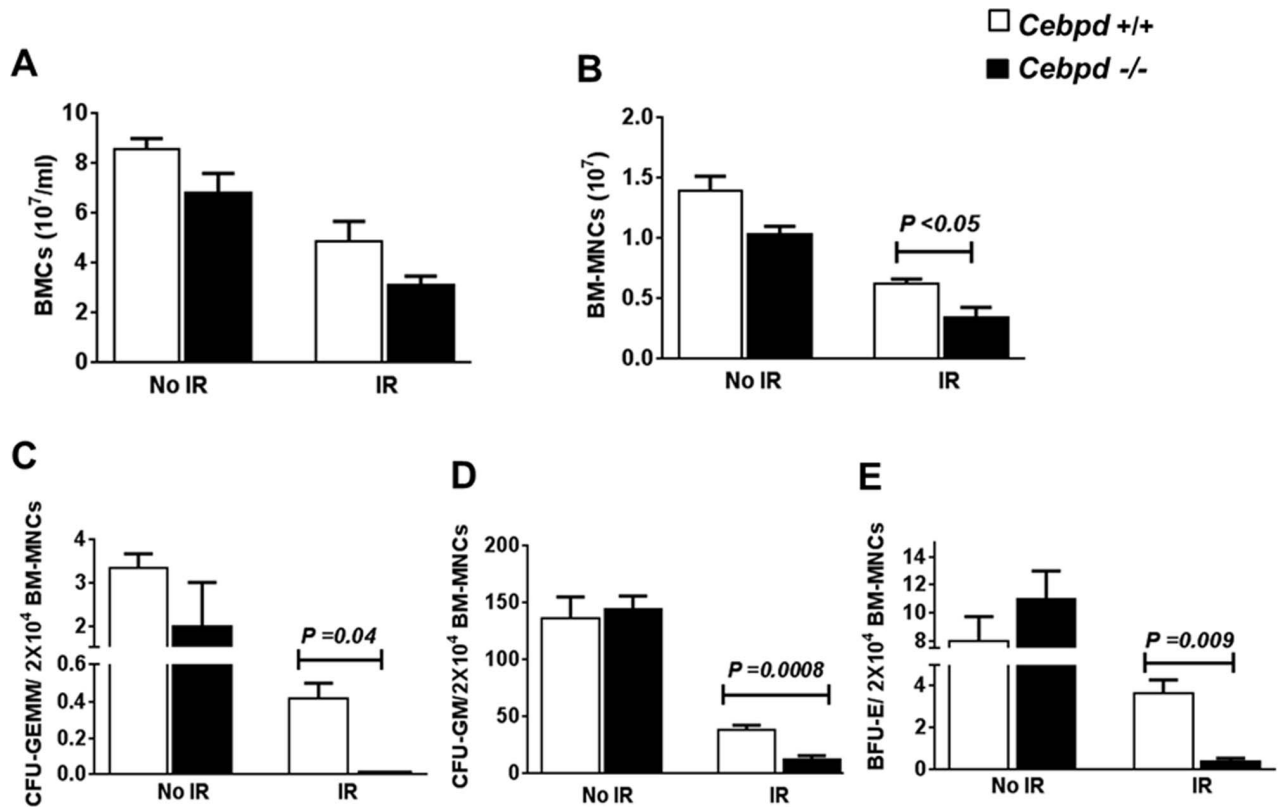 Cebpd +/+
Cebpd -/-
A
BMCs (10⁷/ml)
10
8
6
4
2
0
No IR
IR
B
BM-MNCs (10⁷)
2.0
1.5
1.0
0.5
0.0
P <0.05
No IR
IR
C
CFU-GEMM/ 2X10⁴ BM-MNCs
4
3
2
0.6
0.4
0.2
0.0
P =0.04
No IR
IR
D
CFU-GM/2X10⁴ BM-MNCs
200
150
100
50
0
P =0.0008
No IR
IR
E
BFU-E/ 2X10⁴ BM-MNCs
14
12
10
8
6
4
2
0
P =0.009
No IR
IR